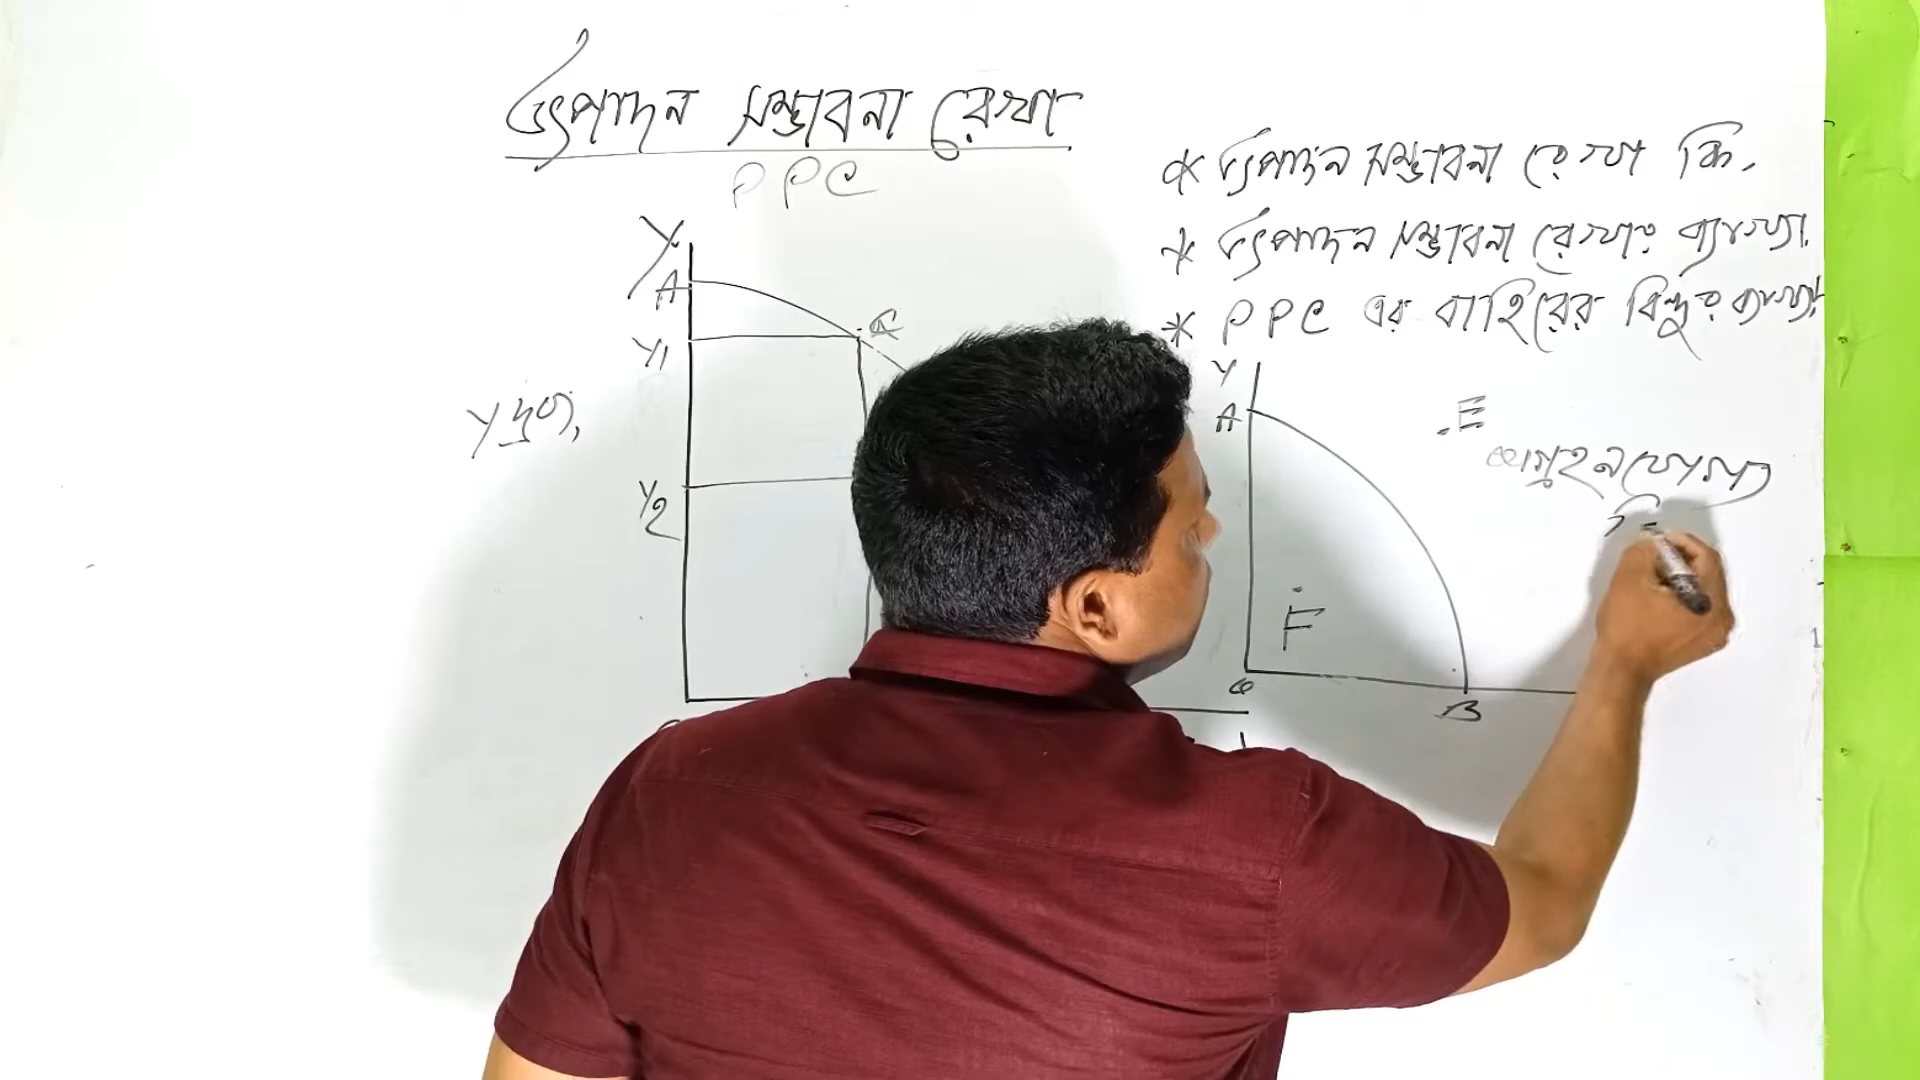 উৎপাদন সম্ভাবনা রেখা
PPC
* উৎপাদন সম্ভাবনা রেখা কি,
* উৎপাদন সম্ভাবনা রেখার ব্যাখ্যা,
* PPC এর বাহিরের বিন্দুর ব্যাখ্যা,
Y
A
Y1
Y2
Y দ্রব্য,
Y
A
.E
F
B